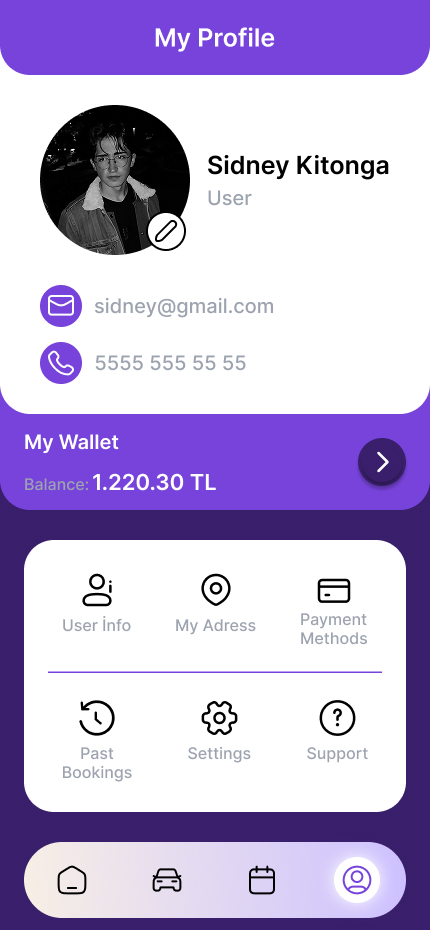 My Profile
Sidney Kitonga
User
sidney@gmail.com
5555 555 55 55
My Wallet
Balance: 1.220.30 TL
User İnfo
My Adress
Payment
Methods
Past
Bookings
Settings
Support